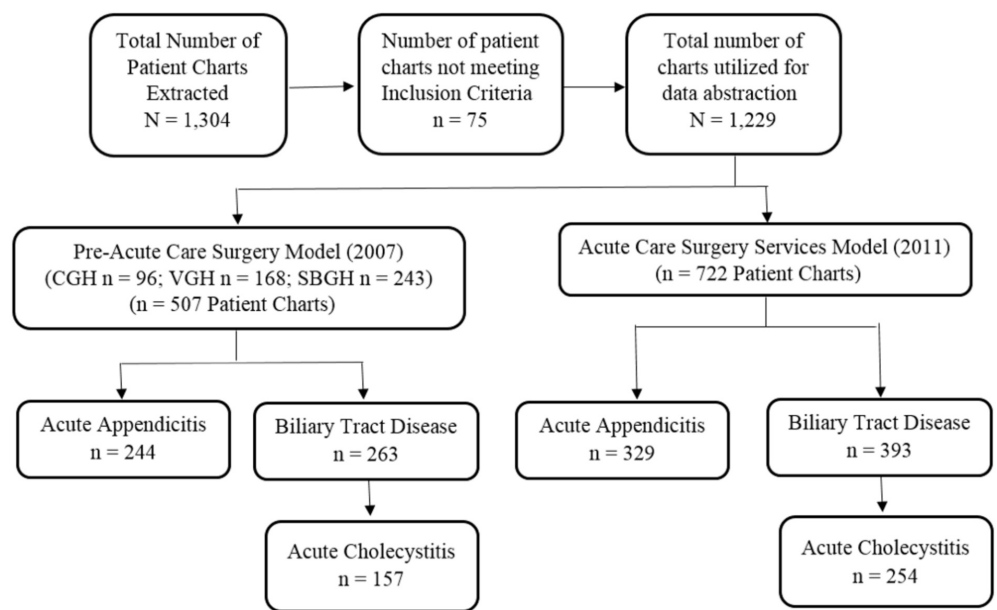 Total Number of
Patient Charts
Extracted
N = 1,304
Number of patient
charts not meeting
Inclusion Criteria
n = 75
Total number of
charts utilized for
data abstraction
N = 1,229
Pre-Acute Care Surgery Model (2007)
(CGH n = 96; VGH n = 168; SBGH n = 243)
(n = 507 Patient Charts)
Acute Care Surgery Services Model (2011)
(n = 722 Patient Charts)
Acute Appendicitis
n = 244
Biliary Tract Disease
n = 263
Acute Appendicitis
n = 329
Biliary Tract Disease
n = 393
Acute Cholecystitis
n = 157
Acute Cholecystitis
n = 254